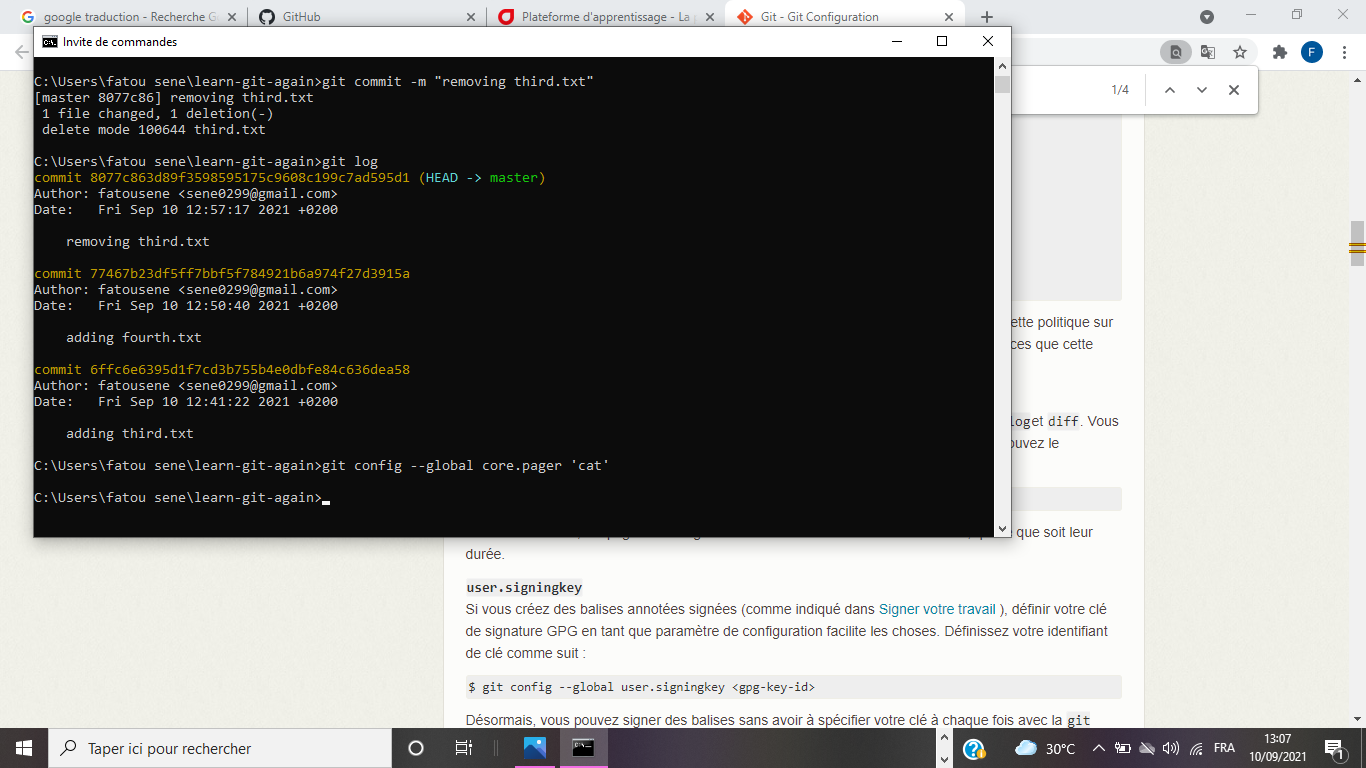 google traduction - Recherche G
GitHub
Plateforme d'apprentissage - La
Git - Git Configuration
Invite de commandes
F
1/4
C:\Users\fatou sene\learn-git-again>git commit -m "removing third.txt"
[master 8077c86] removing third.txt
1 file changed, 1 deletion(-)
delete mode 100644 third.txt
C:\Users\fatou sene\learn-git-again>git log
commit 8077c863d89f3598595175c9608c199c7ad595d1 (HEAD -> master)
Author: fatousene <sene0299@gmail.com>
Date:   Fri Sep 10 12:57:17 2021 +0200
removing third.txt
commit 77467b23df5ff7bbf5f784921b6a974f27d3915a
Author: fatousene <sene0299@gmail.com>
Date:   Fri Sep 10 12:50:40 2021 +0200
adding fourth.txt
commit 6ffc6e6395d1f7cd3b755b4e0dbfe84c636dea58
Author: fatousene <sene0299@gmail.com>
Date:   Fri Sep 10 12:41:22 2021 +0200
adding third.txt
C:\Users\fatou sene\learn-git-again>git config --global core.pager 'cat'
C:\Users\fatou sene\learn-git-again>
ette politique sur
ces que cette
loget diff. Vous
ouvez le
que soit leur
durée.
user.signingkey
Si vous créez des balises annotées signées (comme indiqué dans Signer votre travail ), définir votre clé
de signature GPG en tant que paramètre de configuration facilite les choses. Définissez votre identifiant
de clé comme suit :
$ git config --global user.signingkey <gpg-key-id>
Désormais, vous pouvez signer des balises sans avoir à spécifier votre clé à chaque fois avec la git
Taper ici pour rechercher
30°C
FRA
13:07
10/09/2021
1